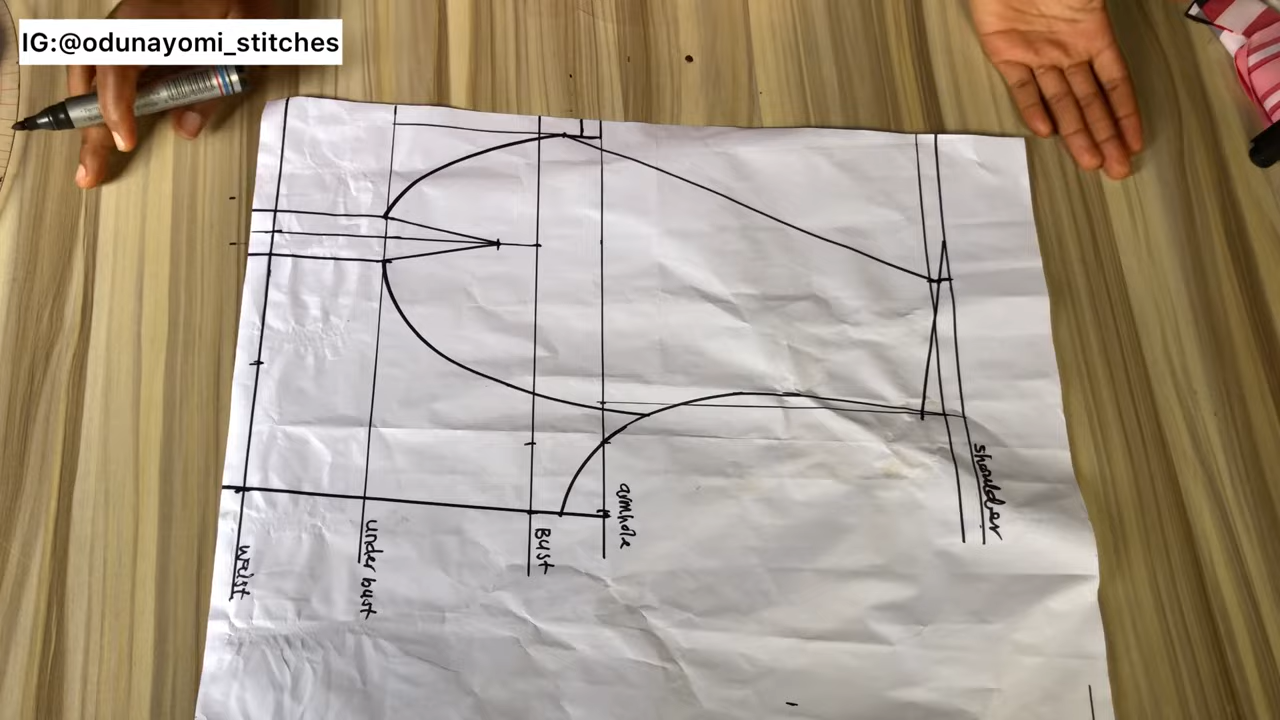 IG:@odunayomi_stitches
shoulder
armhole
Bust
under bust
waist